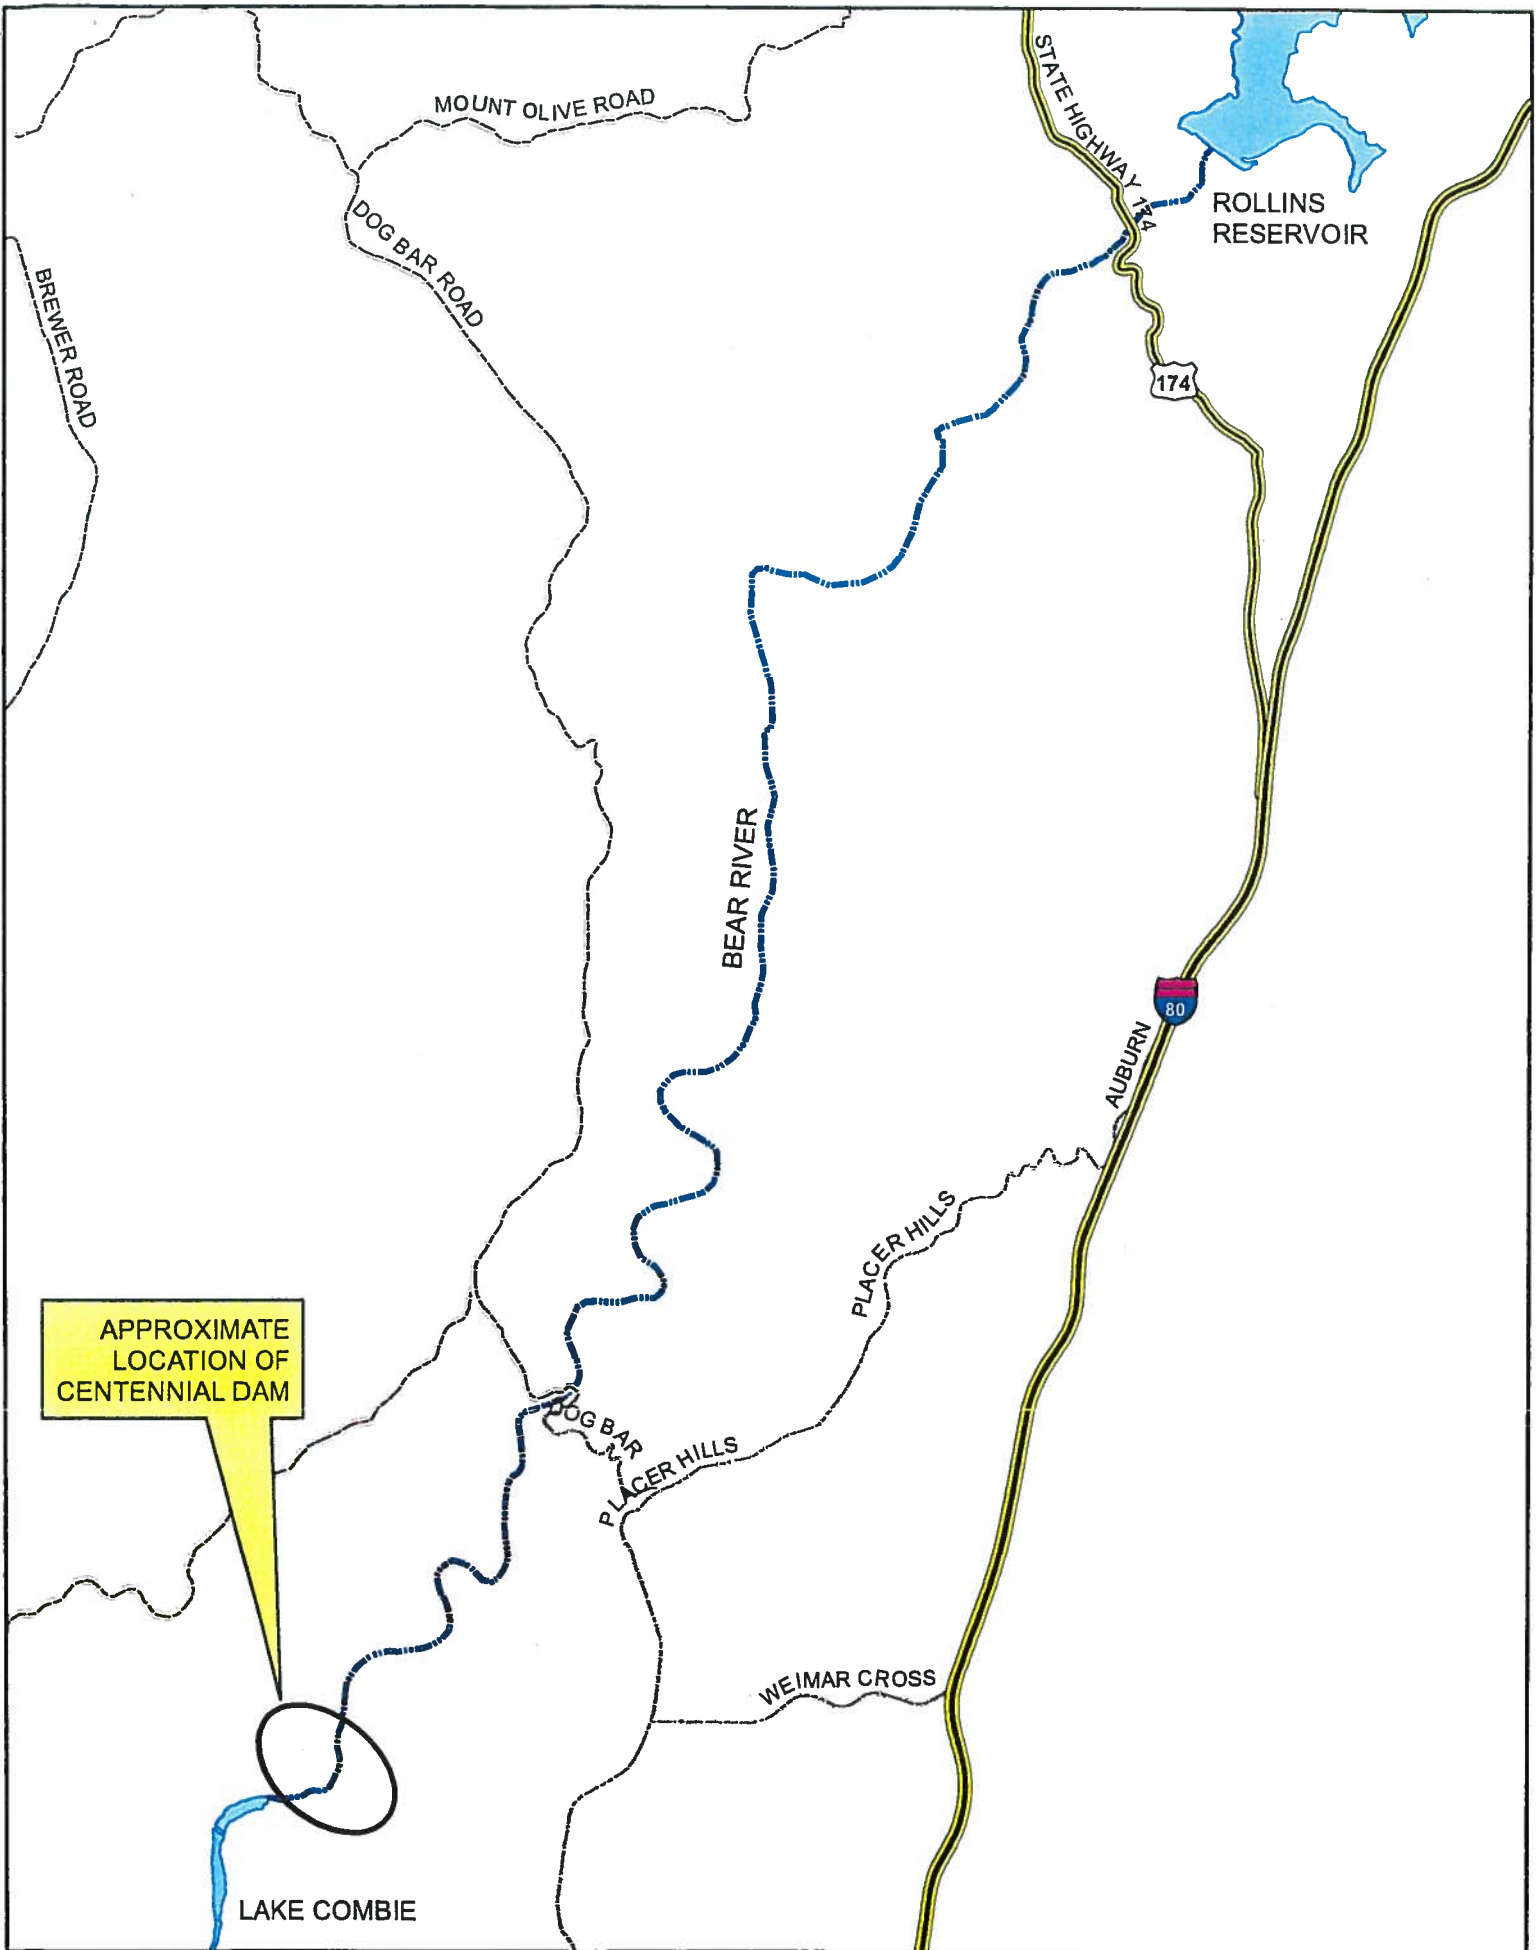 MOUNT OLIVE ROAD
STATE HIGHWAY 174
ROLLINS
RESERVOIR
DOG BAR ROAD
BREWER ROAD
174
BEAR RIVER
80
AUBURN
PLACER HILLS
APPROXIMATE
LOCATION OF
CENTENNIAL DAM
DOG BAR
PLACER HILLS
WEIMAR CROSS
LAKE COMBIE